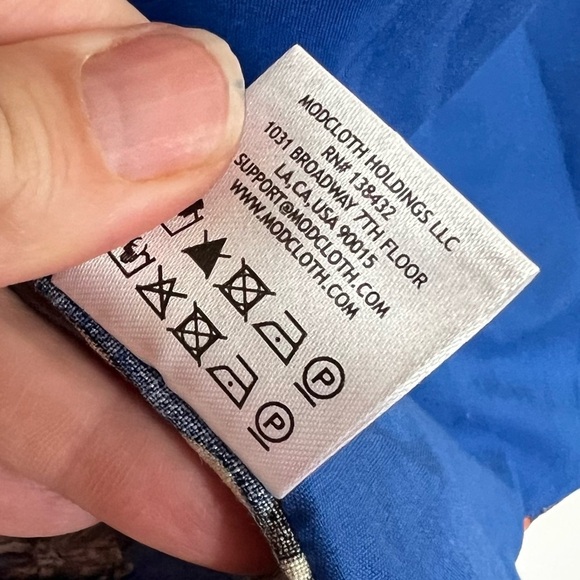 MODCLOTH HOLDINGS LLC
RN# 138432
1031 BROADWAY 7TH FLOOR
LA,CA,USA 90015
SUPPORT@MODCLOTH.COM
WWW.MODCLOTH.COM
P
P